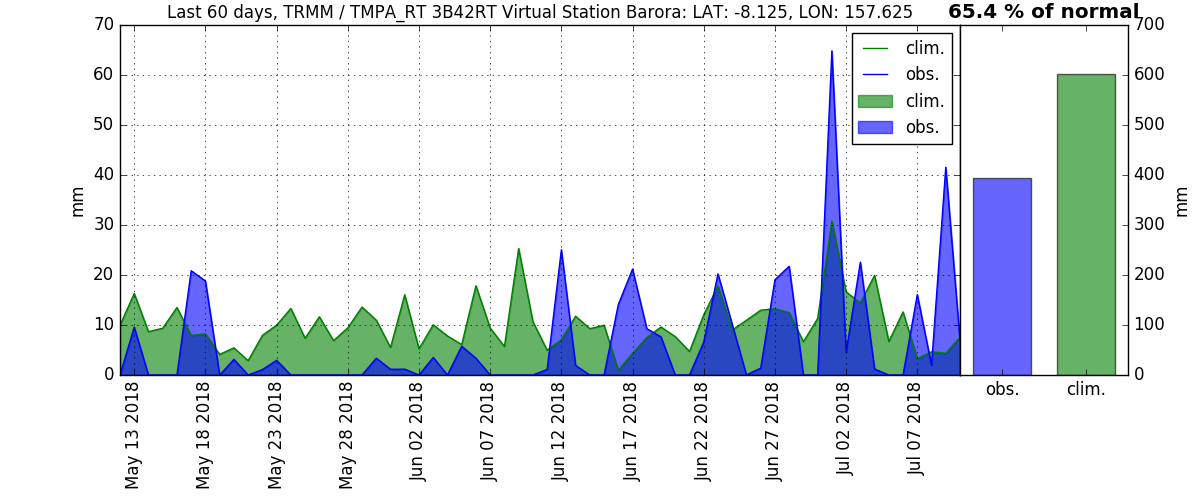 Last 60 days, TRMM / TMPA_RT 3B42RT Virtual Station Barora: LAT: -8.125, LON: 157.625
65.4 % of normal
70
60
50
40
30
20
10
0
mm
clim.
obs.
clim.
obs.
700
600
500
400
300
200
100
0
mm
obs.
clim.
May 13 2018
May 18 2018
May 23 2018
May 28 2018
Jun 02 2018
Jun 07 2018
Jun 12 2018
Jun 17 2018
Jun 22 2018
Jun 27 2018
Jul 02 2018
Jul 07 2018